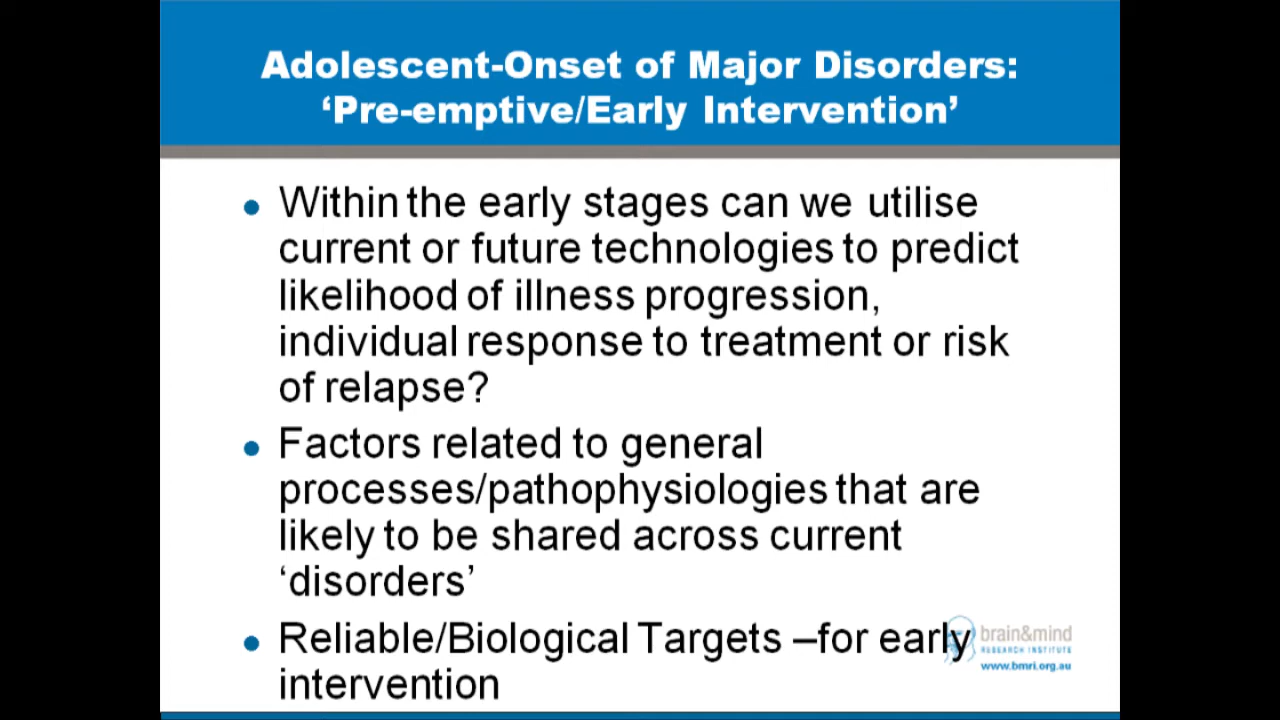 Adolescent-Onset of Major Disorders:
‘Pre-emptive/Early Intervention’
• Within the early stages can we utilise
current or future technologies to predict
likelihood of illness progression,
individual response to treatment or risk
of relapse?
• Factors related to general
processes/pathophysiologies that are
likely to be shared across current
‘disorders’
• Reliable/Biological Targets –for early
intervention
brain&mind
RESEARCH INSTITUTE
www.bmri.org.au